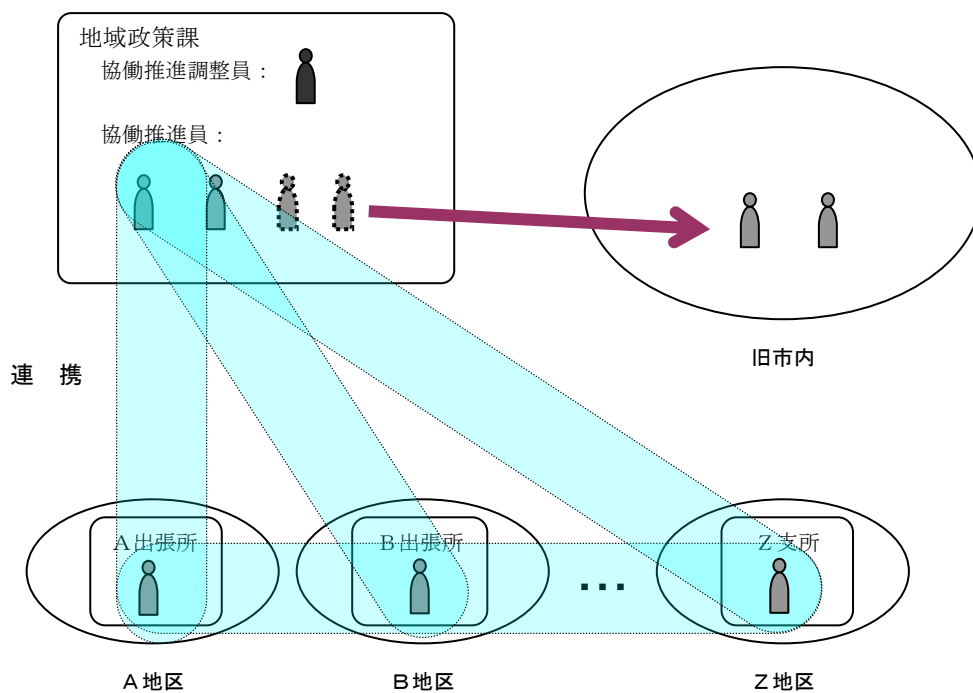 地域政策課
協働推進調整員：
協働推進員：
旧市内
連　携
Ａ出張所
Ｂ出張所
…
Ｚ支所
Ａ地区
Ｂ地区
Ｚ地区